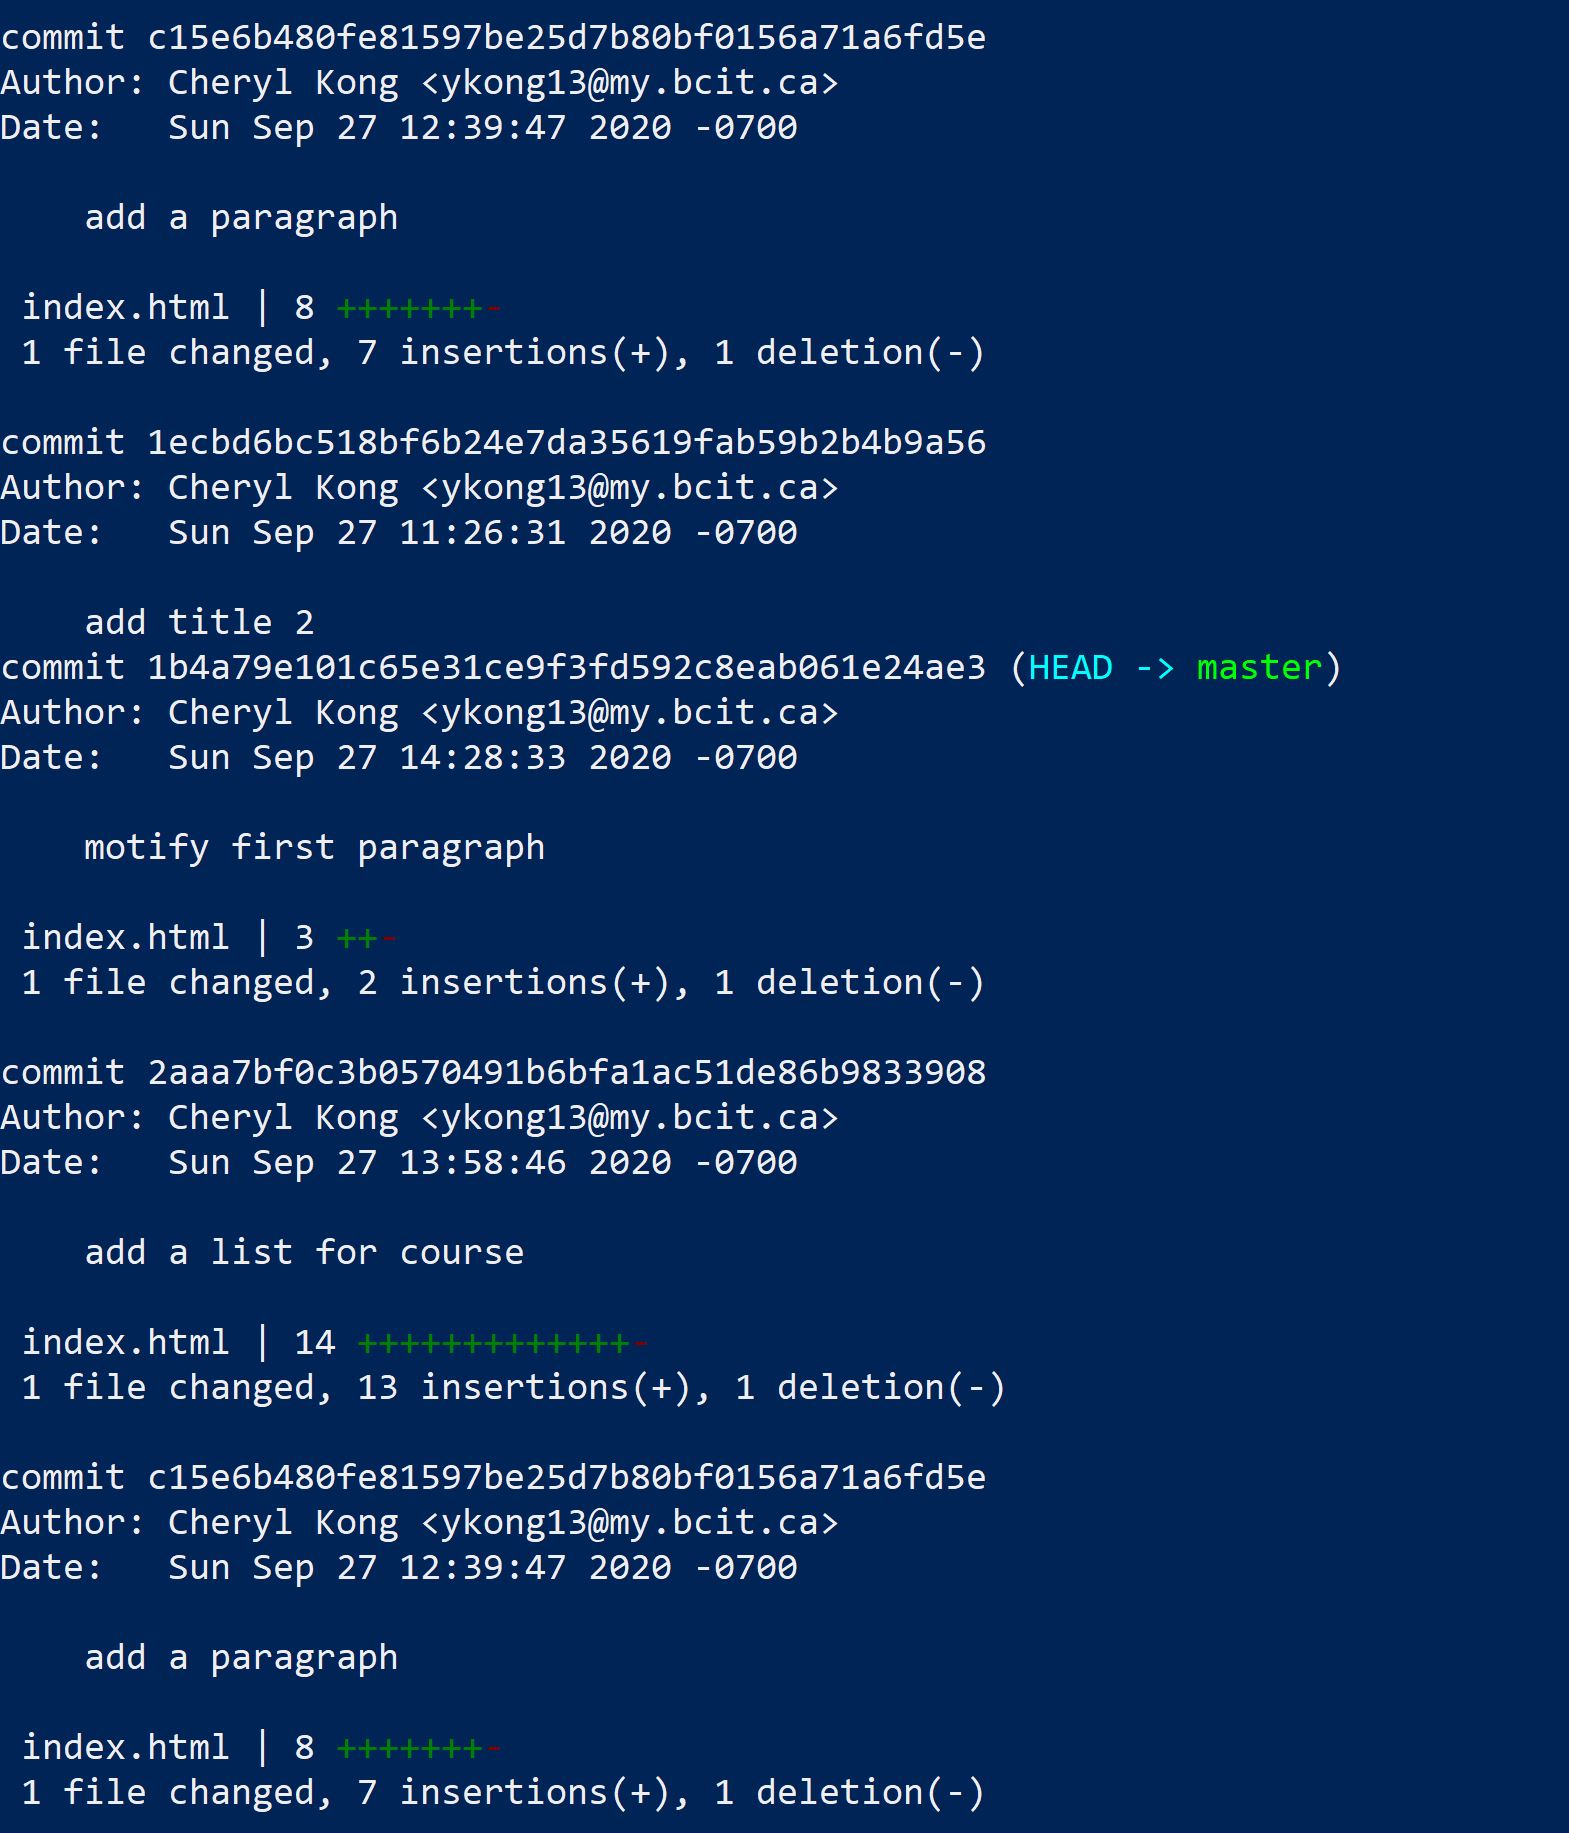 commit c15e6b480fe81597be25d7b80bf0156a71a6fd5e
Author: Cheryl Kong <ykong13@my.bcit.ca>
Date:   Sun Sep 27 12:39:47 2020 -0700

    add a paragraph

 index.html | 8 +++++++-
 1 file changed, 7 insertions(+), 1 deletion(-)

commit 1ecbd6bc518bf6b24e7da35619fab59b2b4b9a56
Author: Cheryl Kong <ykong13@my.bcit.ca>
Date:   Sun Sep 27 11:26:31 2020 -0700

    add title 2
commit 1b4a79e101c65e31ce9f3fd592c8eab061e24ae3 (HEAD -> master)
Author: Cheryl Kong <ykong13@my.bcit.ca>
Date:   Sun Sep 27 14:28:33 2020 -0700

    motify first paragraph

 index.html | 3 ++-
 1 file changed, 2 insertions(+), 1 deletion(-)

commit 2aaa7bf0c3b0570491b6bfa1ac51de86b9833908
Author: Cheryl Kong <ykong13@my.bcit.ca>
Date:   Sun Sep 27 13:58:46 2020 -0700

    add a list for course

 index.html | 14 +++++++++++++-
 1 file changed, 13 insertions(+), 1 deletion(-)

commit c15e6b480fe81597be25d7b80bf0156a71a6fd5e
Author: Cheryl Kong <ykong13@my.bcit.ca>
Date:   Sun Sep 27 12:39:47 2020 -0700

    add a paragraph

 index.html | 8 +++++++-
 1 file changed, 7 insertions(+), 1 deletion(-)